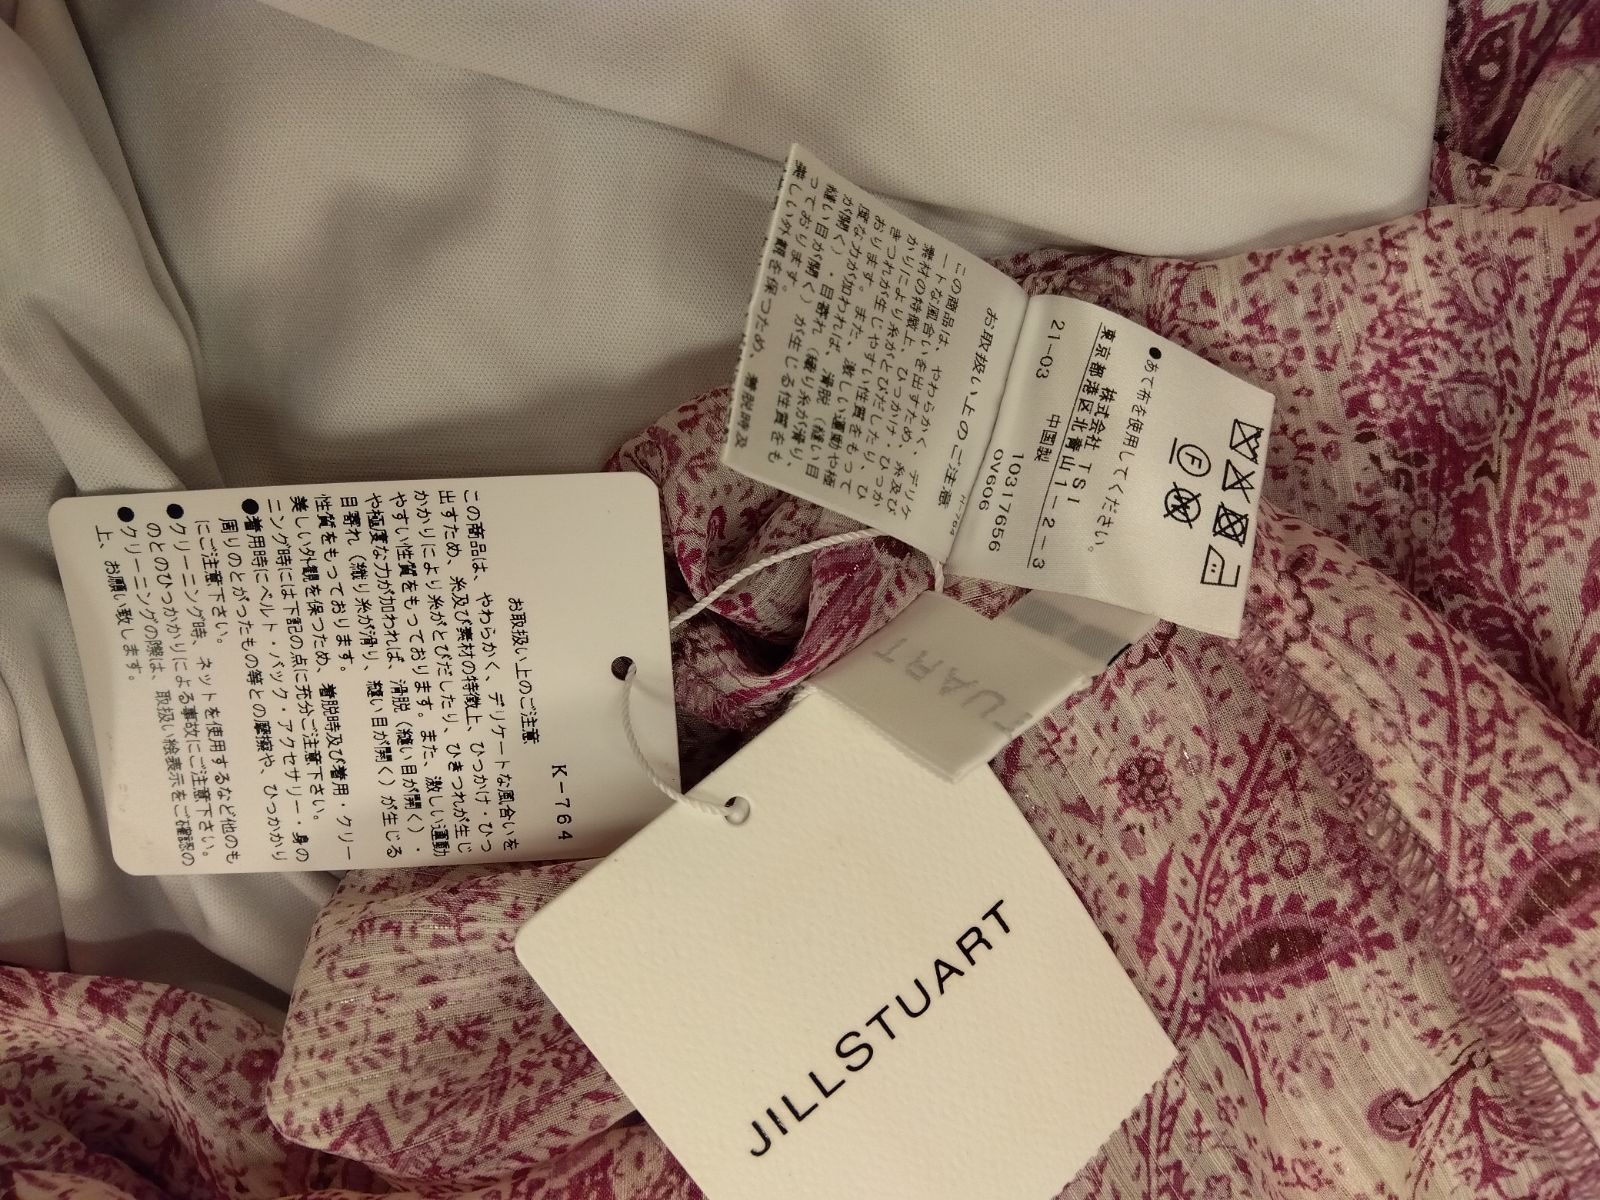 お取扱い上のご注意
K-764
この商品は、やわらかく、デリケートな風合いを
出すため、糸及び素材の特徴上、ひっつけ・ひっ
かかりにより糸がとびだしたり、ひきつれが生じ
やすい性質をもっております。また、激しい運動
や極度な力が加われば、滑脱（縫い目が開く）・
目寄れ（織り糸が滑り、縫い目が開く）が生じる
性質をもっております。
美しい外観を保つため、着脱時及び着用・クリー
ニング時には下記の点に充分ご注意下さい。
●着用時にベルト・バック・アクセサリー・身の
周りのとがったもの等との摩擦や、ひっかかり
にご注意下さい。
●クリーニング時、ネットを使用するなど他のも
のとのひっかかりによる事故にご注意下さい。
●クリーニングの際は、取扱い絵表示をご確認の
上、お願い致します。
JILLSTUART
TUART
F
●あて布を使用してください。
株式会社 TSI
東京都港区北青山1-2-3
21-03 中国製
10317656
OV606
お取扱い上のご注意 K-764
この商品は、やわらかく、デリケ
ートな風合いを出すため、糸及び
素材の特徴上、ひっかけ・ひっか
かりにより糸がとびだしたり、ひ
きつれが生じやすい性質をもって
おります。また、激しい運動や極
度な力が加われば、滑脱（縫い目
が開く）・目寄れ（織り糸が滑り、
縫い目が開く）が生じる性質をも
っております。
美しい外観を保つため、着脱時及